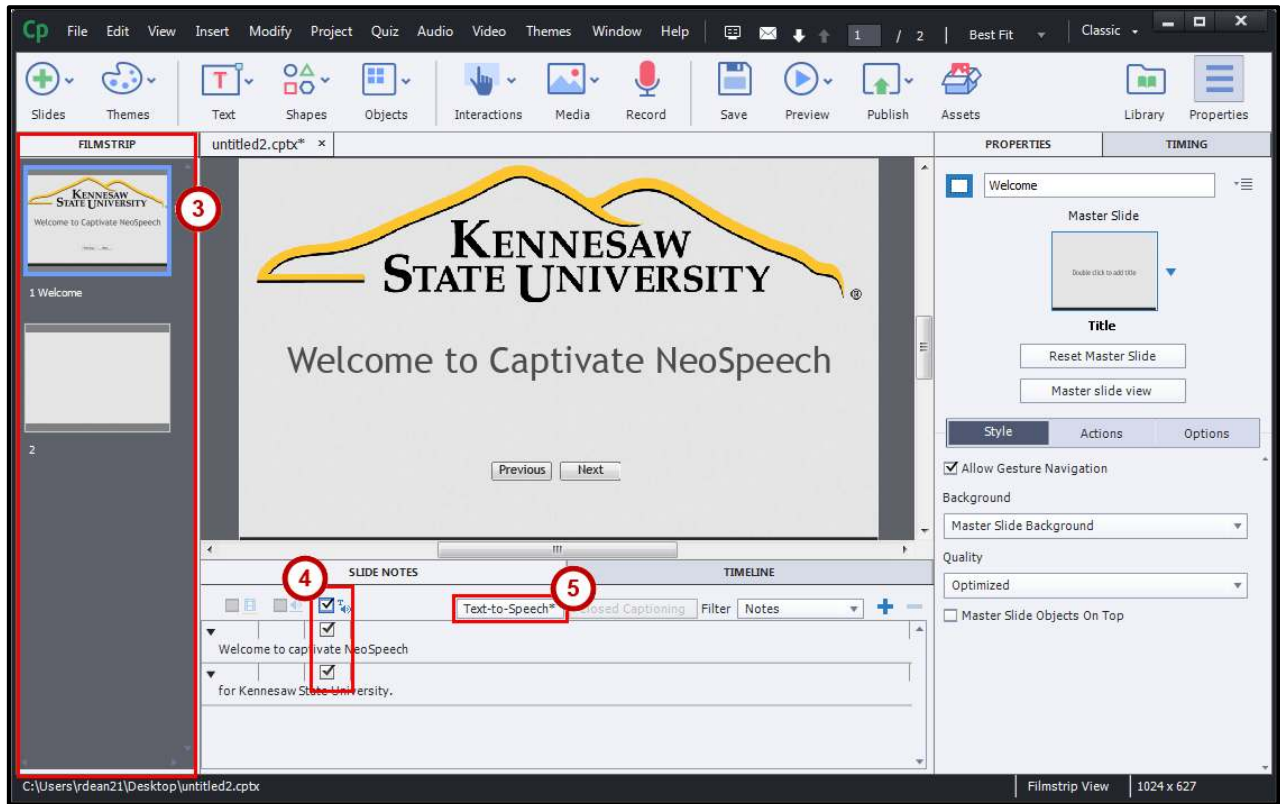 Cp File Edit View Insert Modify Project Quiz Audio Video Themes Window Help 1 / 2 Best Fit Classic
Slides Themes Text Shapes Objects Interactions Media Record Save Preview Publish Assets Library Properties
FILMSTRIP untitled2.cptx* × PROPERTIES TIMING
KENNESAW
STATE UNIVERSITY
Welcome to Captivate NeoSpeech
3
1 Welcome
2
KENNESAW
STATE UNIVERSITY ®
Welcome to Captivate NeoSpeech
Previous Next
Welcome
Master Slide
Double click to add title
Title
Reset Master Slide
Master slide view
Style Actions Options
Allow Gesture Navigation
Background
Master Slide Background
Quality
Optimized
Master Slide Objects On Top
4 SLIDE NOTES 5 TIMELINE
Text-to-Speech* Closed Captioning Filter Notes
Welcome to captivate NeoSpeech
for Kennesaw State University.
C:\Users\rdean21\Desktop\untitled2.cptx Filmstrip View 1024 x 627